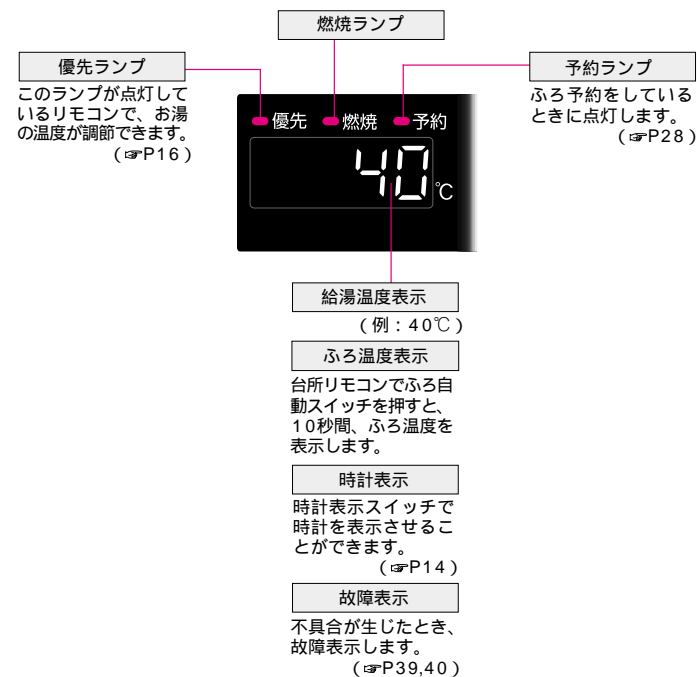 燃焼ランプ
優先ランプ
このランプが点灯して
いるリモコンで、お湯
の温度が調節できます。
(☞P16)
予約ランプ
ふろ予約をしている
ときに点灯します。
(☞P28)
優先 燃焼 予約
40℃
給湯温度表示
(例：40℃)
ふろ温度表示
台所リモコンでふろ自
動スイッチを押すと、
10秒間、ふろ温度を
表示します。
時計表示
時計表示スイッチで
時計を表示させるこ
とができます。
(☞P14)
故障表示
不具合が生じたとき、
故障表示します。
(☞P39,40)